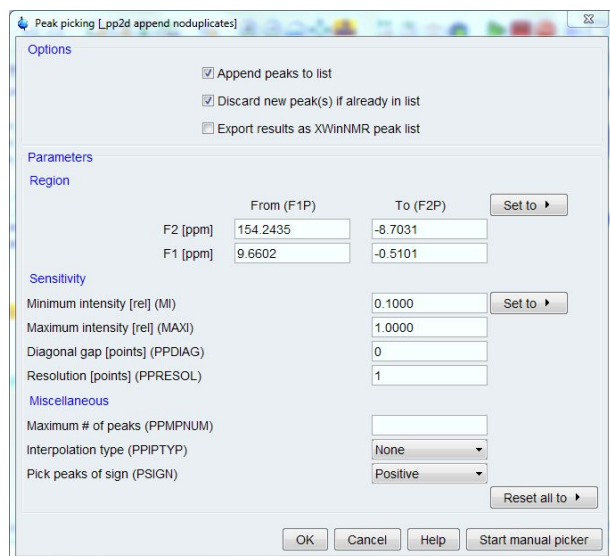 Peak picking [_pp2d append noduplicates]
Options
Append peaks to list
Discard new peak(s) if already in list
Export results as XWinNMR peak list
Parameters
Region
From (F1P) To (F2P) Set to
F2 [ppm] 154.2435 -8.7031
F1 [ppm] 9.6602 -0.5101
Sensitivity
Minimum intensity [rel] (MI) 0.1000 Set to
Maximum intensity [rel] (MAXI) 1.0000
Diagonal gap [points] (PPDIAG) 0
Resolution [points] (PPRESOL) 1
Miscellaneous
Maximum # of peaks (PPMPNUM)
Interpolation type (PPIPTYP) None
Pick peaks of sign (PSIGN) Positive
Reset all to
OK Cancel Help Start manual picker